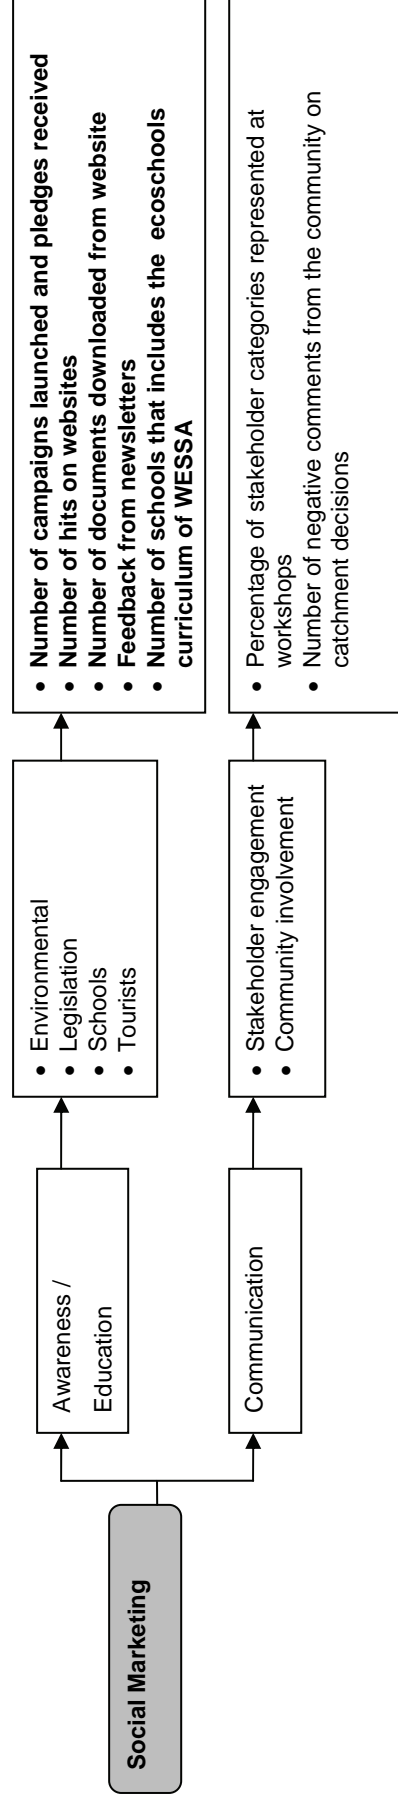 Social Marketing
Awareness /
Education
• Environmental
• Legislation
• Schools
• Tourists
• Number of campaigns launched and pledges received
• Number of hits on websites
• Number of documents downloaded from website
• Feedback from newsletters
• Number of schools that includes the ecoschools
curriculum of WESSA
Communication
• Stakeholder engagement
• Community involvement
• Percentage of stakeholder categories represented at
workshops
• Number of negative comments from the community on
catchment decisions